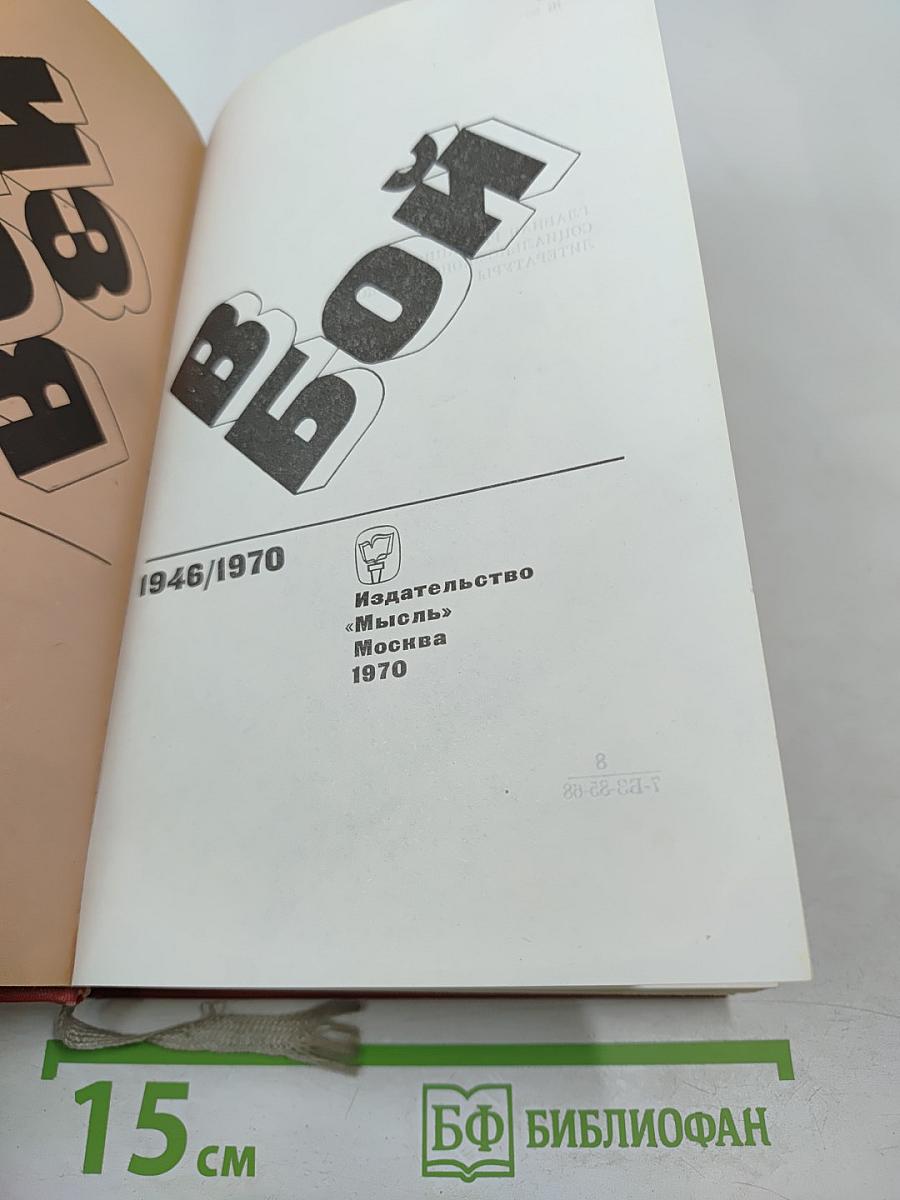 В
БОЙ
1946/1970
Издательство
«Мысль»
Москва
1970
8
7-БЗ-85-68
15 см
БФ БИБЛИОФАН